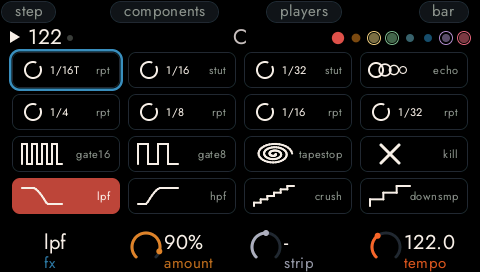 step components players bar
122 C
1/16T rpt 1/16 stut 1/32 stut echo
1/4 rpt 1/8 rpt 1/16 rpt 1/32 rpt
gate16 gate8 tapestop kill
lpf hpf crush downsmp
lpf 90% - 122.0
fx amount strip tempo